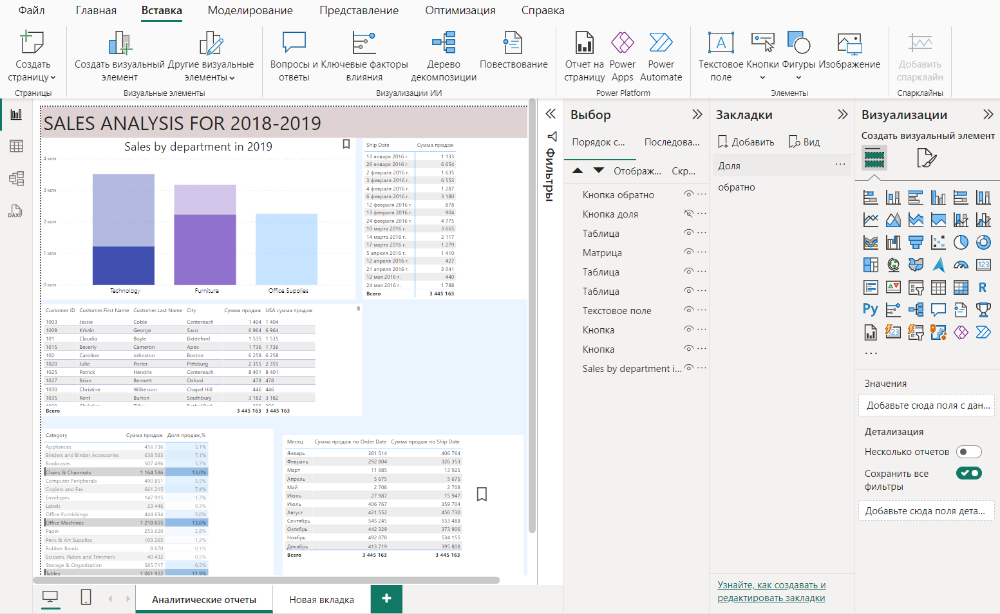 Файл Главная Вставка Моделирование Представление Оптимизация Справка
Создать страницу
Создать визуальный элемент
Другие визуальные элементы
Вопросы и ответы
Ключевые факторы влияния
Дерево декомпозиции
Повествование
Отчет на страницу
Power Apps
Power Automate
Текстовое поле
Кнопки
Фигуры
Изображение
Добавить спарклайн
Страницы
Визуальные элементы
Визуализации ИИ
Power Platform
Элементы
Спарклайны
SALES ANALYSIS FOR 2018-2019
Sales by department in 2019
4 млн
3 млн
2 млн
1 млн
0 млн
Technology Furniture Office Supplies
Ship Date Сумма продаж
13 января 2016 г. 1 133
26 января 2016 г. 6 654
2 февраля 2016 г. 1 635
3 февраля 2016 г. 6 553
4 февраля 2016 г. 1 287
6 февраля 2016 г. 3 180
12 февраля 2016 г. 878
13 февраля 2016 г. 904
24 февраля 2016 г. 4 775
10 марта 2016 г. 3 665
14 марта 2016 г. 2 117
17 марта 2016 г. 1 279
5 апреля 2016 г. 1 410
12 апреля 2016 г. 427
21 апреля 2016 г. 3 041
12 мая 2016 г. 440
24 мая 2016 г. 1 788
Всего 3 445 163
Customer ID Customer.First Name Customer.Last Name City Сумма продаж USA сумма продаж
1003 Jessie Coble Centereach 1 404 1 404
1009 Kristin George Saco 6 964 6 964
101 Claudia Boyle Biddeford 1 535 1 535
1015 Beverly Cameron Apex 1 736 1 736
102 Caroline Johnston Boston 6 258 6 258
1020 Julie Porter Pittsburg 2 355 2 355
1025 Patrick Hendrix Centereach 8 401 8 401
1027 Brian Bennett Oxford 478 478
1030 Christine Wilkerson Chapel Hill 446 446
1035 Kent Burton Southbury 3 182 3 182
Всего 3 445 163 3 445 163
Category Сумма продаж Доля продаж,%
Appliances 456 736 5,1%
Binders and Binder Accessories 638 583 7,1%
Bookcases 507 496 5,7%
Chairs & Chairmats 1 164 586 13,0%
Computer Peripherals 490 851 5,5%
Copiers and Fax 661 215 7,4%
Envelopes 147 915 1,7%
Labels 23 446 0,3%
Office Furnishings 444 634 5,0%
Office Machines 1 218 655 13,6%
Paper 253 620 2,8%
Pens & Art Supplies 103 265 1,2%
Rubber Bands 8 670 0,1%
Scissors, Rulers and Trimmers 40 432 0,5%
Storage & Organization 585 717 6,5%
Tables 1 061 922 11,9%
Месяц Сумма продаж по Order Date Сумма продаж по Ship Date
Январь 381 514 406 764
Февраль 292 804 326 353
Март 11 985 13 925
Апрель 5 675 5 675
Май 2 708 2 708
Июнь 27 987 15 947
Июль 406 767 359 704
Август 421 552 456 730
Сентябрь 545 245 553 488
Октябрь 442 329 373 906
Ноябрь 492 878 534 155
Декабрь 413 719 395 808
Всего 3 445 163 3 445 163
Аналитические отчеты Новая вкладка
Фильтры
Выбор
Порядок с... Последова...
Отображ... Скр...
Кнопка обратно
Кнопка доля
Таблица
Матрица
Таблица
Таблица
Текстовое поле
Кнопка
Кнопка
Sales by department i...
Закладки
Добавить Вид
Доля
обратно
Узнайте, как создавать и
редактировать закладки
Визуализации
Создать визуальный элемент
123
R
Py
123
Значения
Добавьте сюда поля с дан...
Детализация
Несколько отчетов
Сохранить все
фильтры
Добавьте сюда поля дета...
DAX